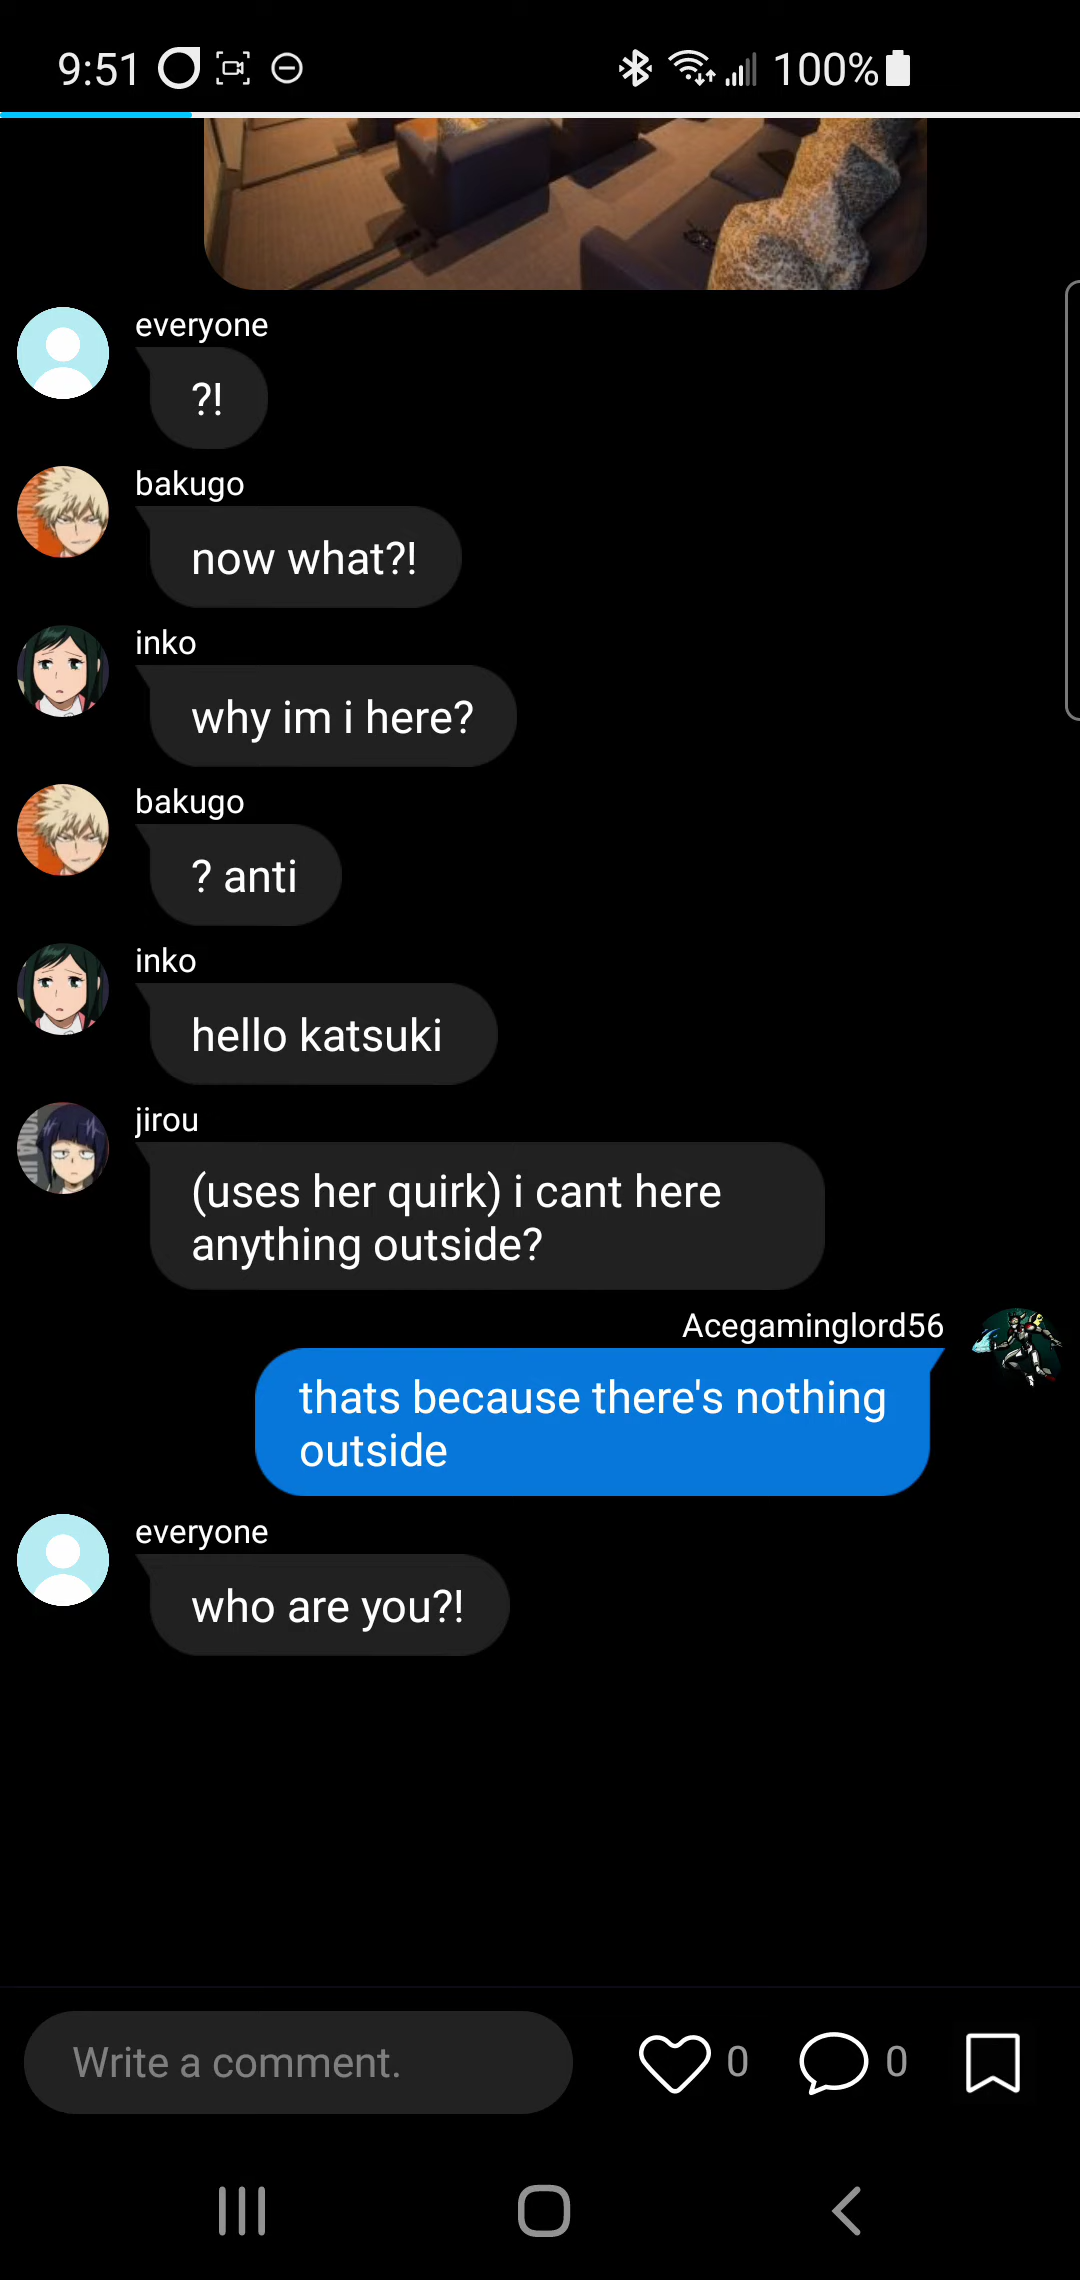 9:51
100%
everyone
?!
bakugo
now what?!
inko
why im i here?
bakugo
? anti
inko
hello katsuki
jirou
(uses her quirk) i cant here
anything outside?
Acegaminglord56
thats because there's nothing
outside
everyone
who are you?!
Write a comment.
0
0